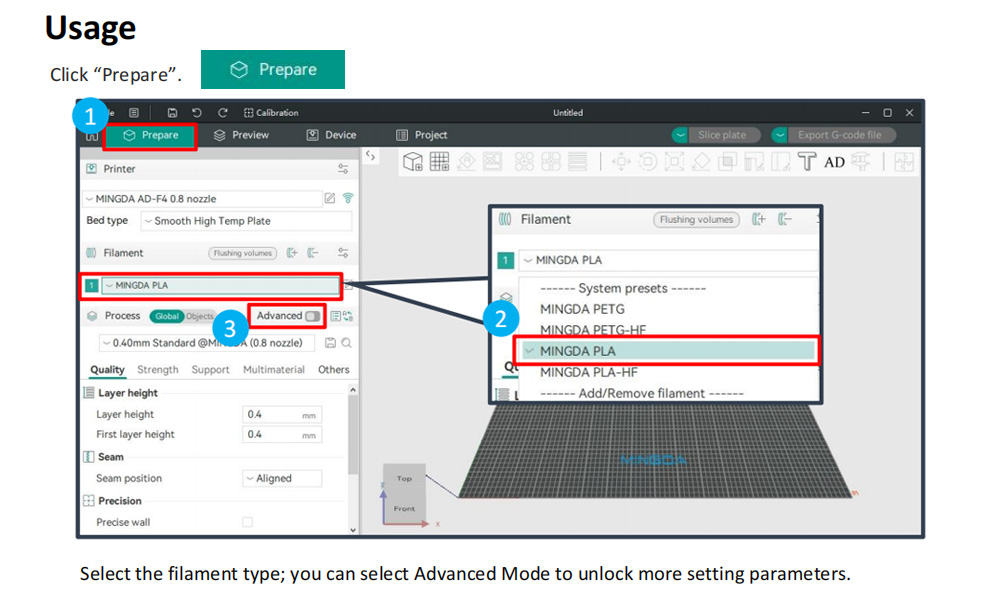 Usage
Click “Prepare”.
Prepare
1
Calibration
Untitled
Prepare
Preview
Device
Project
Slice plate
Export G-code file
Printer
MINGDA AD-F4 0.8 nozzle
Bed type
Smooth High Temp Plate
Filament
Flushing volumes
1
MINGDA PLA
Process
Global
Objects
Advanced
3
0.40mm Standard @MINGDA (0.8 nozzle)
Quality
Strength
Support
Multimaterial
Others
Layer height
Layer height
0.4
mm
First layer height
0.4
mm
Seam
Seam position
Aligned
Precision
Precise wall
AD
Filament
Flushing volumes
1
MINGDA PLA
2
------ System presets ------
MINGDA PETG
MINGDA PETG-HF
MINGDA PLA
MINGDA PLA-HF
------ Add/Remove filament ------
MINGDA
Top
Front
x
Select the filament type; you can select Advanced Mode to unlock more setting parameters.